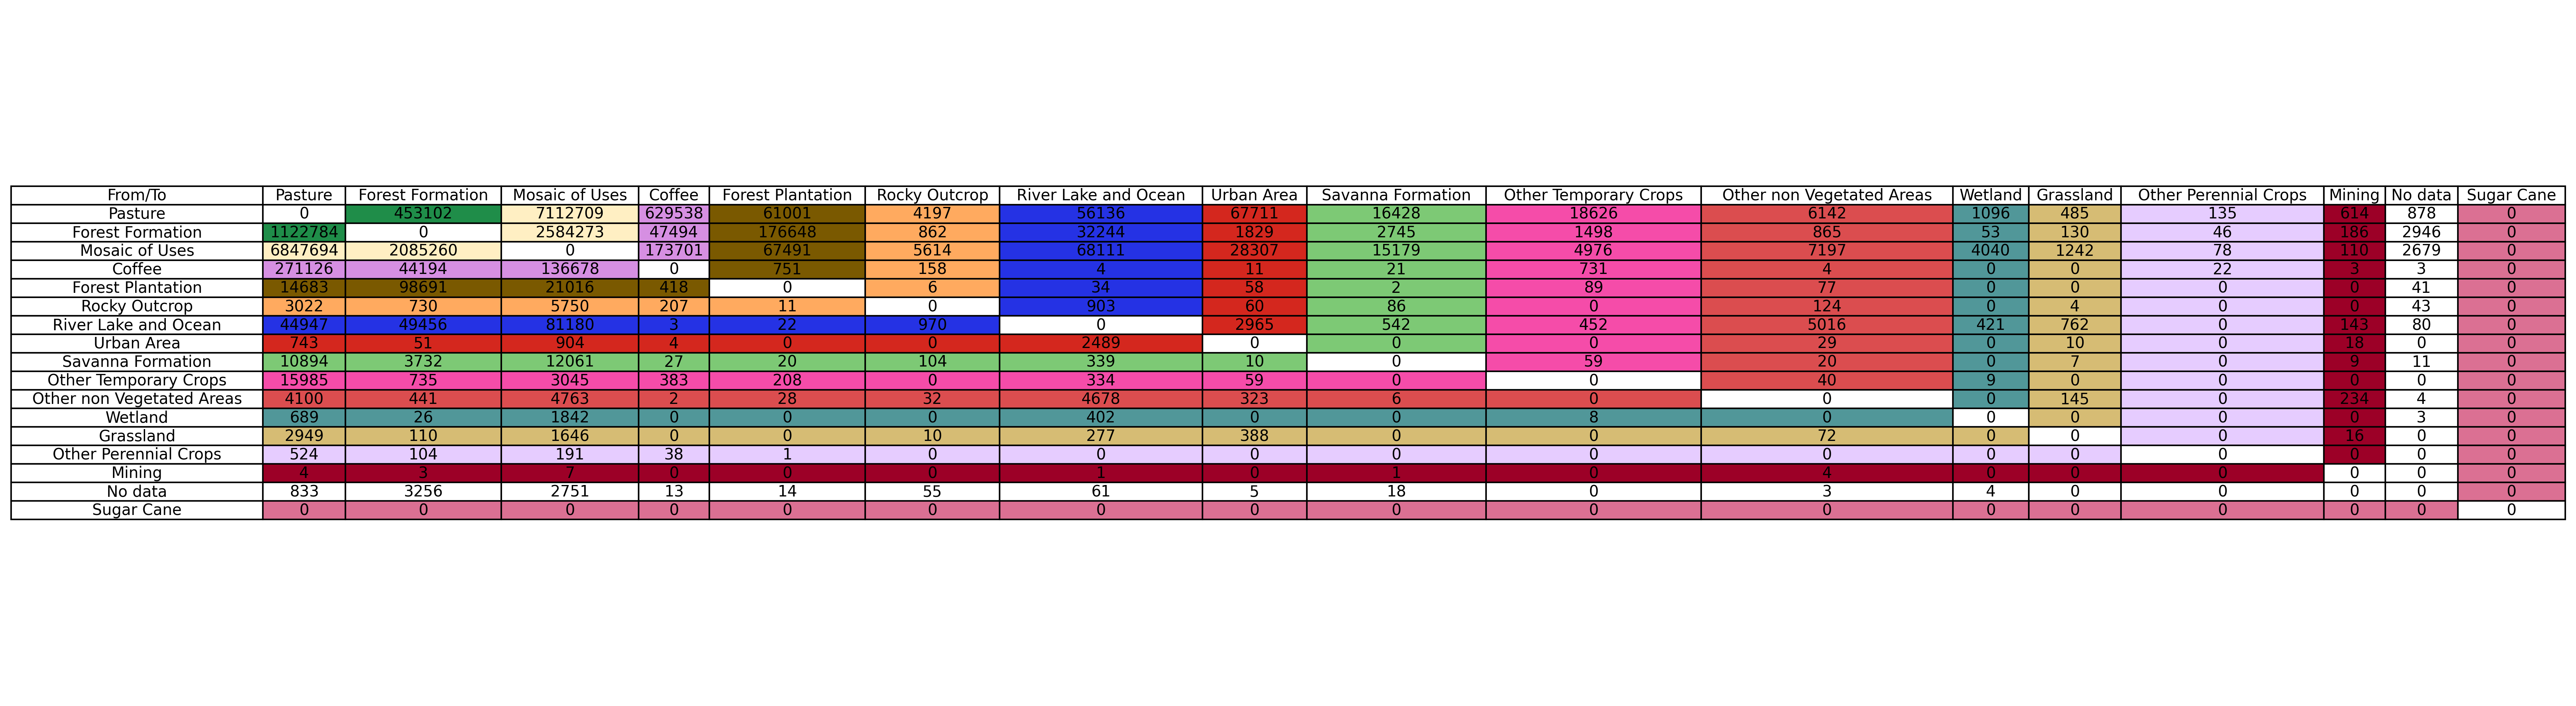 From/To Pasture Forest Formation Mosaic of Uses Coffee Forest Plantation Rocky Outcrop River Lake and Ocean Urban Area Savanna Formation Other Temporary Crops Other non Vegetated Areas Wetland Grassland Other Perennial Crops Mining No data Sugar Cane
Pasture 0 453102 7112709 629538 61001 4197 56136 67711 16428 18626 6142 1096 485 135 614 878 0
Forest Formation 1122784 0 2584273 47494 176648 862 32244 1829 2745 1498 865 53 130 46 186 2946 0
Mosaic of Uses 6847694 2085260 0 173701 67491 5614 68111 28307 15179 4976 7197 4040 1242 78 110 2679 0
Coffee 271126 44194 136678 0 751 158 4 11 21 731 4 0 0 22 3 3 0
Forest Plantation 14683 98691 21016 418 0 6 34 58 2 89 77 0 0 0 0 41 0
Rocky Outcrop 3022 730 5750 207 11 0 903 60 86 0 124 0 4 0 0 43 0
River Lake and Ocean 44947 49456 81180 3 22 970 0 2965 542 452 5016 421 762 0 143 80 0
Urban Area 743 51 904 4 0 0 2489 0 0 0 29 0 10 0 18 0 0
Savanna Formation 10894 3732 12061 27 20 104 339 10 0 59 20 0 7 0 9 11 0
Other Temporary Crops 15985 735 3045 383 208 0 334 59 0 0 40 9 0 0 0 0 0
Other non Vegetated Areas 4100 441 4763 2 28 32 4678 323 6 0 0 0 145 0 234 4 0
Wetland 689 26 1842 0 0 0 402 0 0 8 0 0 0 0 0 3 0
Grassland 2949 110 1646 0 0 10 277 388 0 0 72 0 0 0 16 0 0
Other Perennial Crops 524 104 191 38 1 0 0 0 0 0 0 0 0 0 0 0 0
Mining 4 3 7 0 0 0 1 0 1 0 4 0 0 0 0 0 0
No data 833 3256 2751 13 14 55 61 5 18 0 3 4 0 0 0 0 0
Sugar Cane 0 0 0 0 0 0 0 0 0 0 0 0 0 0 0 0 0